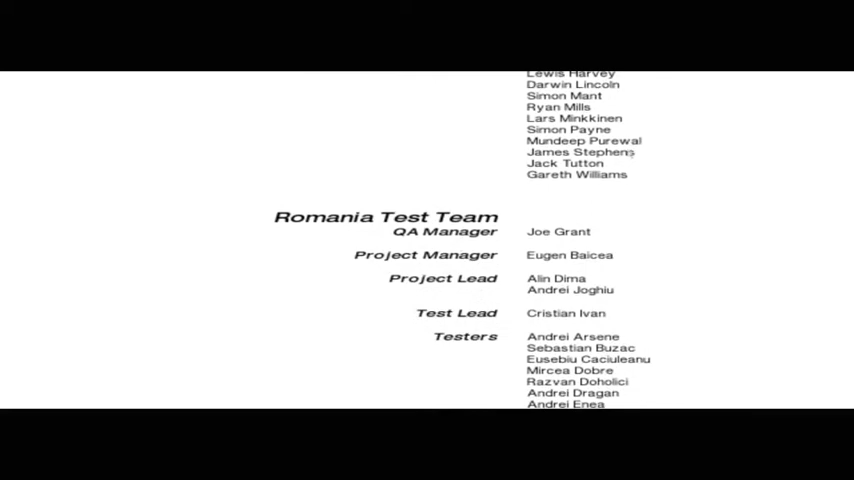 Lewis Harvey
Darwin Lincoln
Simon Mant
Ryan Mills
Lars Minkkinen
Simon Payne
Mundeep Purewal
James Stephens
Jack Tutton
Gareth Williams
Romania Test Team
QA Manager Joe Grant
Project Manager Eugen Baicea
Project Lead Alin Dima
Andrei Joghiu
Test Lead Cristian Ivan
Testers Andrei Arsene
Sebastian Buzac
Eusebiu Caciuleanu
Mircea Dobre
Razvan Doholici
Andrei Dragan
Andrei Enea